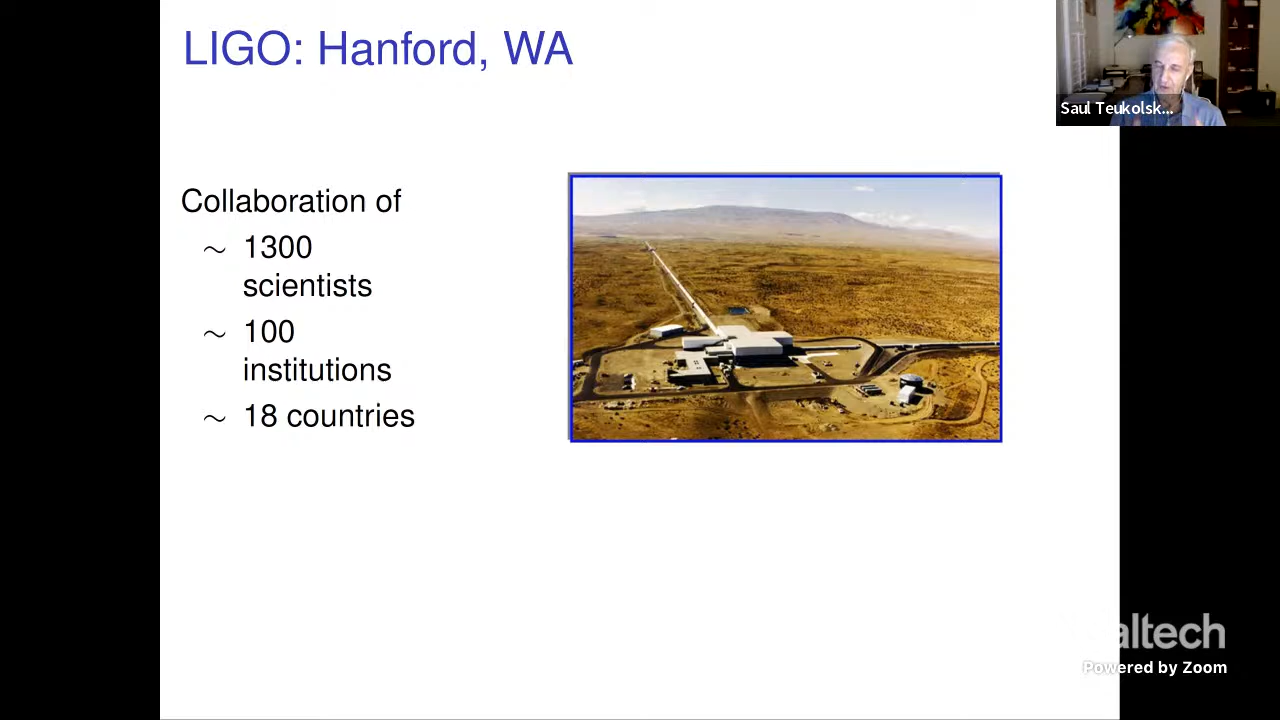 LIGO: Hanford, WA
Saul Teukolsk...
Collaboration of
∼ 1300
scientists
∼ 100
institutions
∼ 18 countries
altech
Powered by Zoom